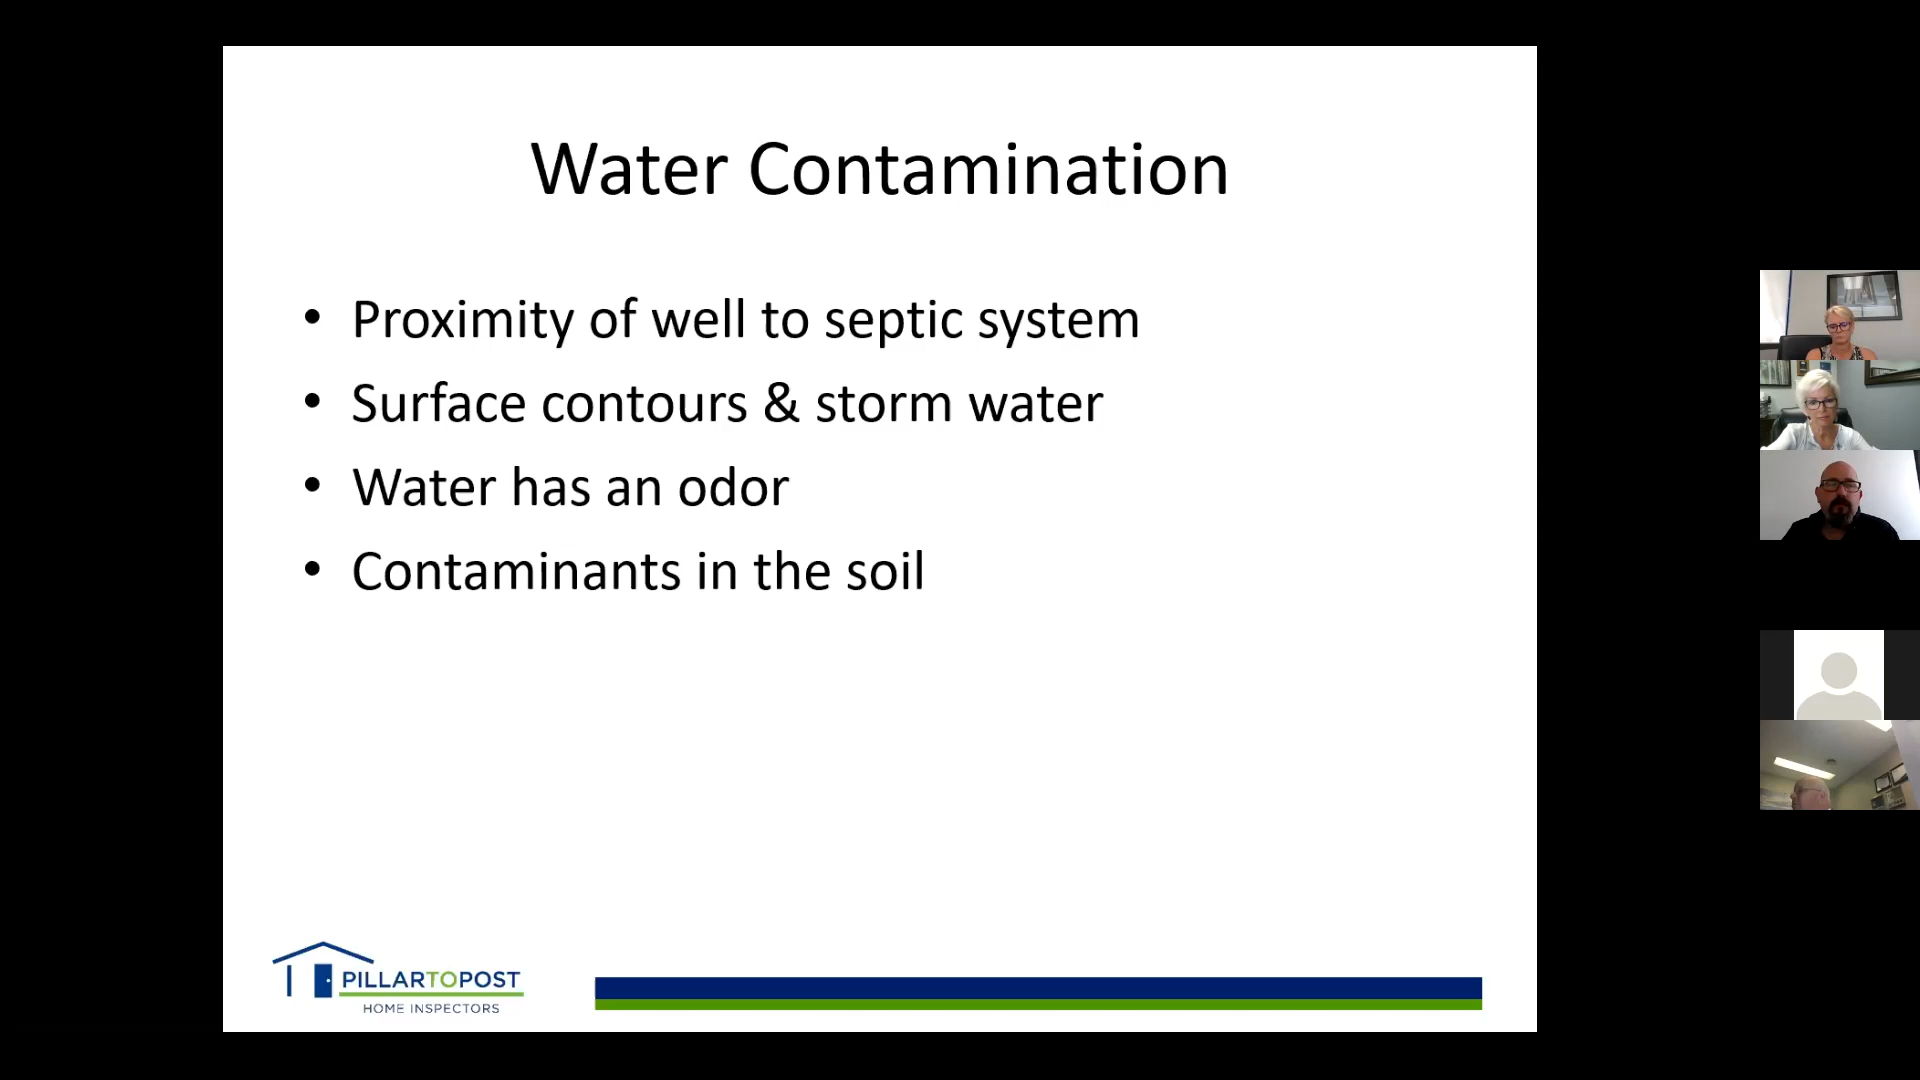 Water Contamination
• Proximity of well to septic system
• Surface contours & storm water
• Water has an odor
• Contaminants in the soil
PILLARTOPOST
HOME INSPECTORS